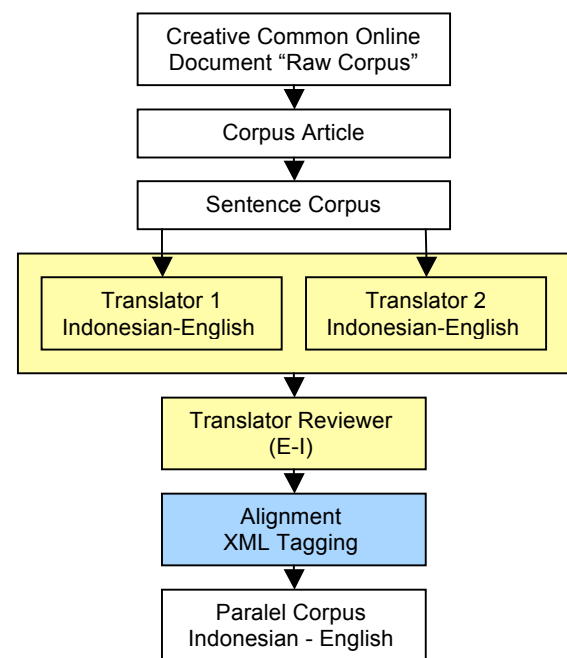 Creative Common Online
Document “Raw Corpus”
Corpus Article
Sentence Corpus
Translator 1
Indonesian-English
Translator 2
Indonesian-English
Translator Reviewer
(E-I)
Alignment
XML Tagging
Paralel Corpus
Indonesian - English